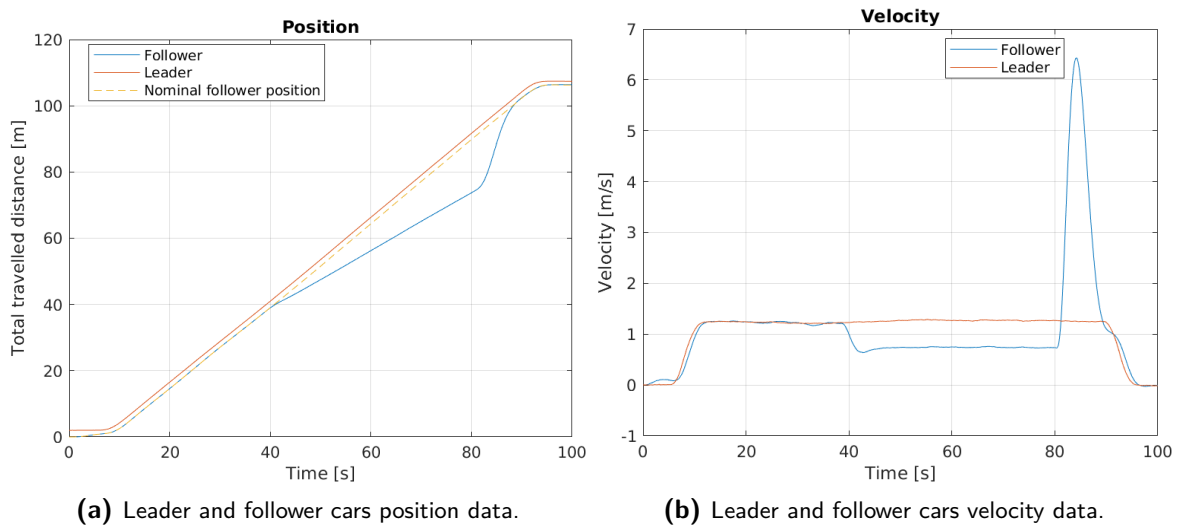 Position
Total travelled distance [m]
120
100
80
60
40
20
0
Follower
Leader
Nominal follower position
0 20 40 60 80 100
Time [s]
(a) Leader and follower cars position data.
Velocity
Velocity [m/s]
7
6
5
4
3
2
1
0
-1
Follower
Leader
0 20 40 60 80 100
Time [s]
(b) Leader and follower cars velocity data.